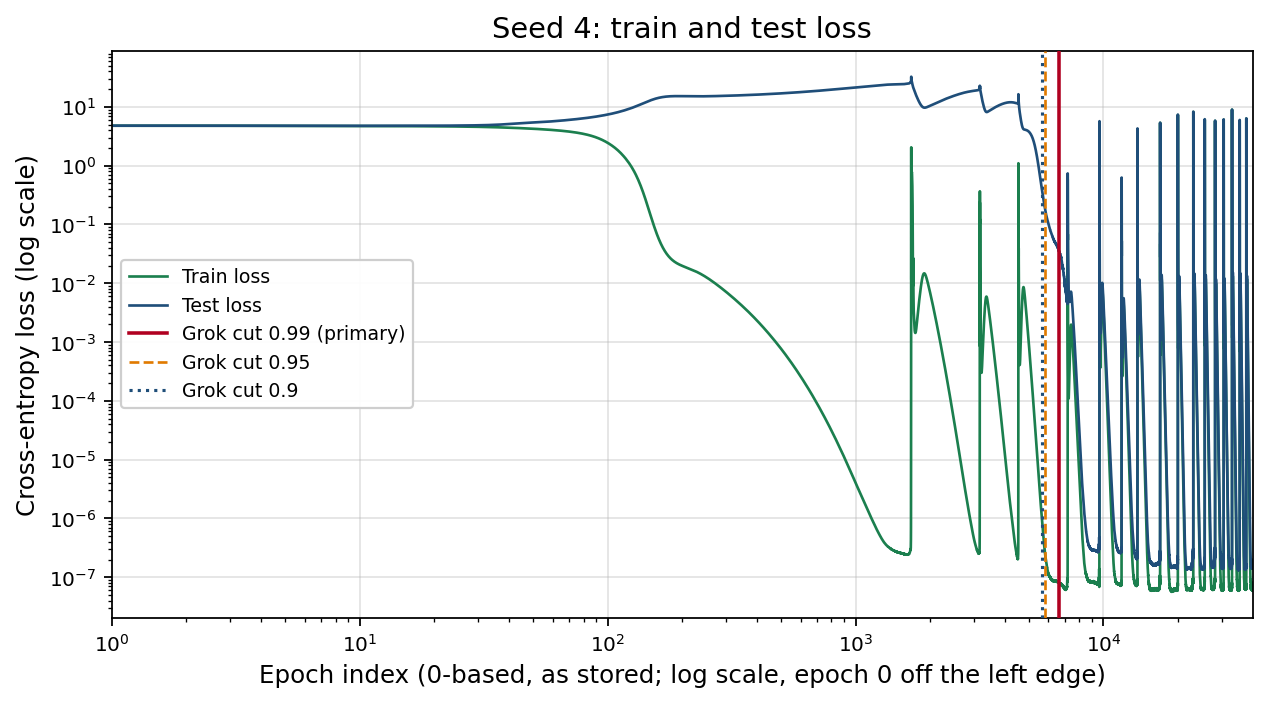 Seed 4: train and test loss
Cross-entropy loss (log scale)
10¹
10⁰
10⁻¹
10⁻²
10⁻³
10⁻⁴
10⁻⁵
10⁻⁶
10⁻⁷
Train loss
Test loss
Grok cut 0.99 (primary)
Grok cut 0.95
Grok cut 0.9
10⁰ 10¹ 10² 10³ 10⁴
Epoch index (0-based, as stored; log scale, epoch 0 off the left edge)